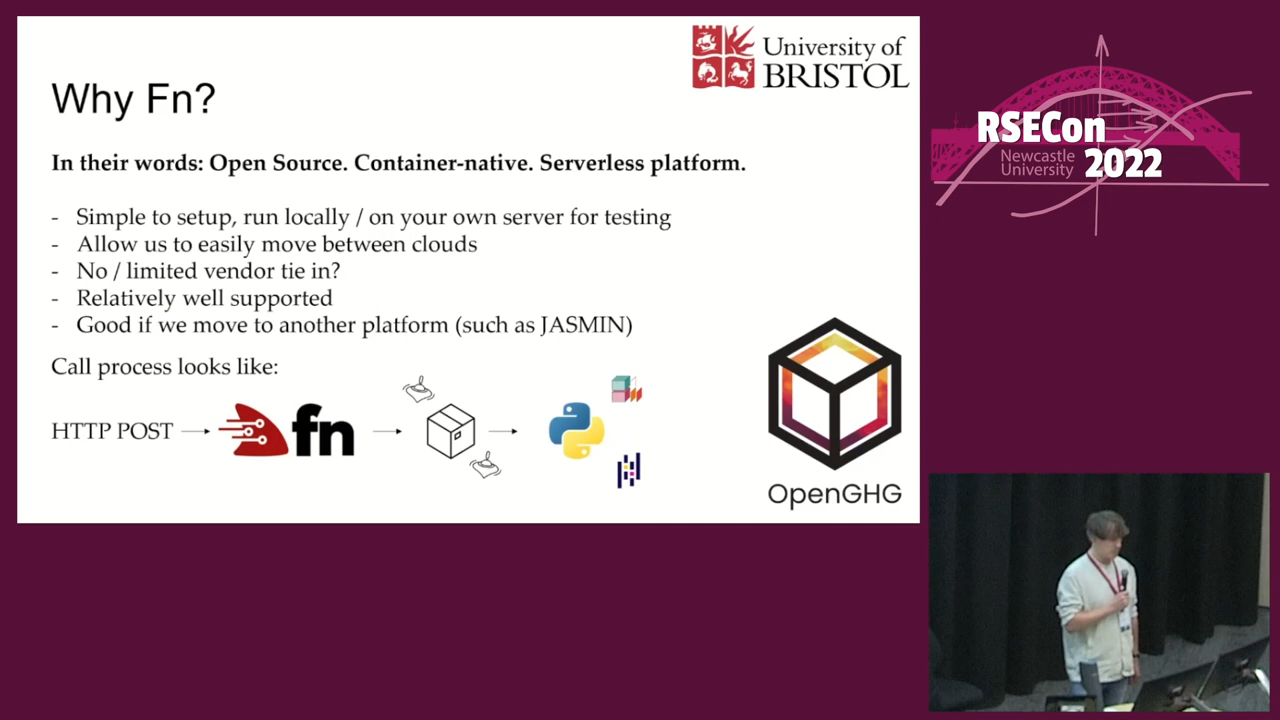 University of
BRISTOL
Why Fn?
In their words: Open Source. Container-native. Serverless platform.
- Simple to setup, run locally / on your own server for testing
- Allow us to easily move between clouds
- No / limited vendor tie in?
- Relatively well supported
- Good if we move to another platform (such as JASMIN)
Call process looks like:
HTTP POST
fn
OpenGHG
RSECon
Newcastle
University
2022